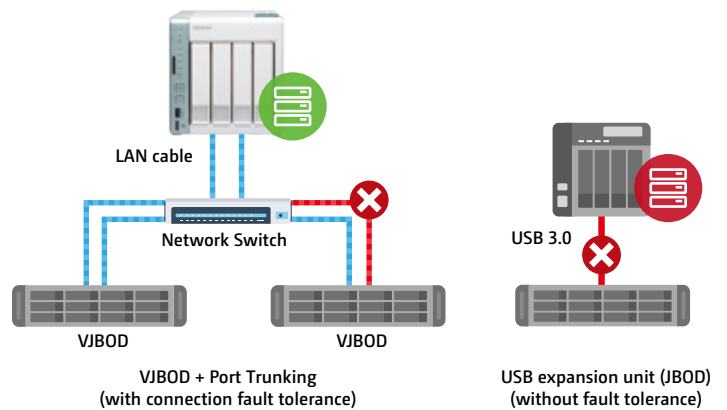 LAN cable
Network Switch
USB 3.0
VJBOD
VJBOD
VJBOD + Port Trunking
(with connection fault tolerance)
USB expansion unit (JBOD)
(without fault tolerance)